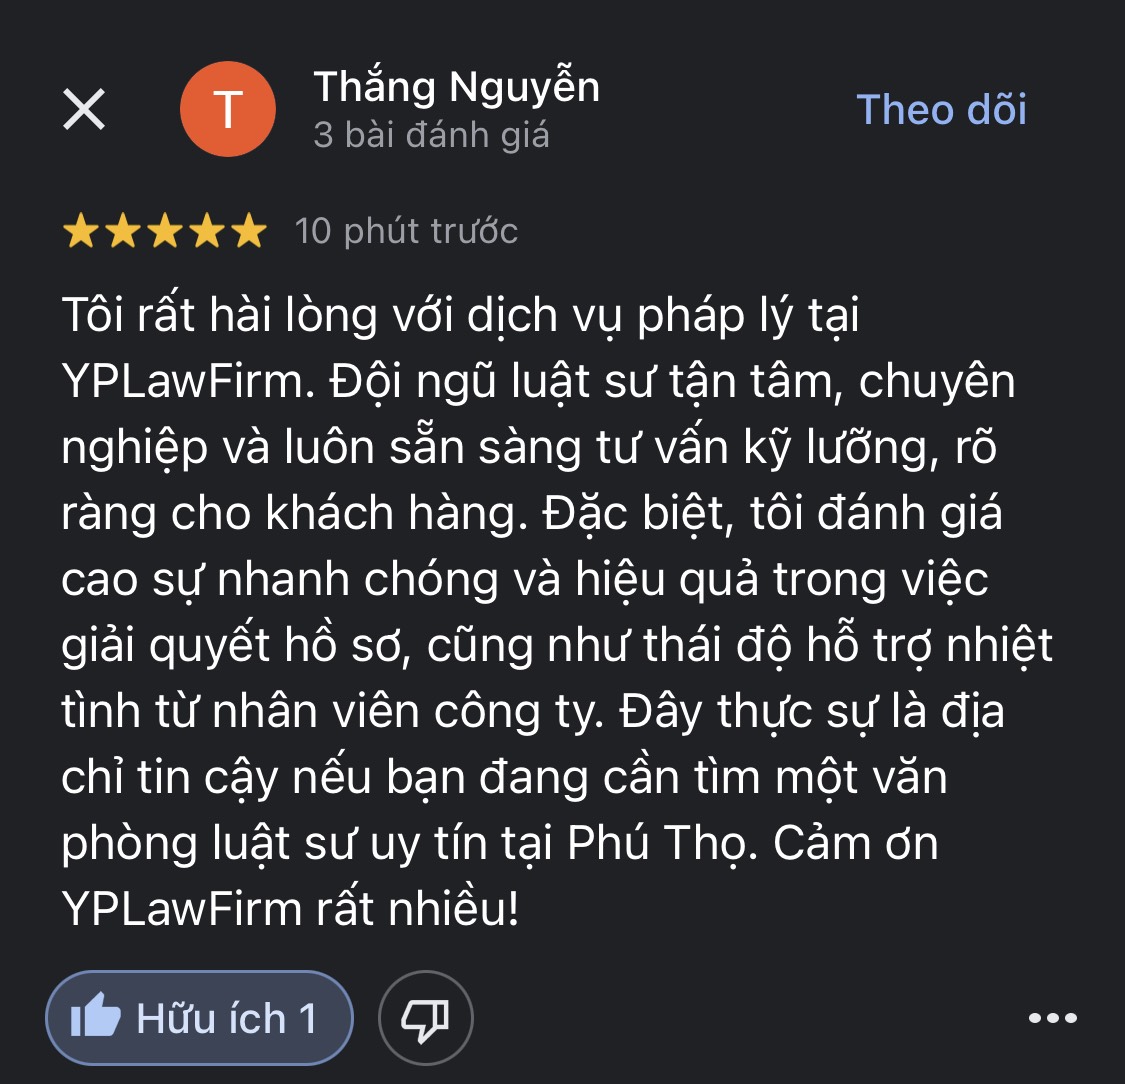 T
Thắng Nguyễn
3 bài đánh giá
Theo dõi
10 phút trước
Tôi rất hài lòng với dịch vụ pháp lý tại
YPLawFirm. Đội ngũ luật sư tận tâm, chuyên
nghiệp và luôn sẵn sàng tư vấn kỹ lưỡng, rõ
ràng cho khách hàng. Đặc biệt, tôi đánh giá
cao sự nhanh chóng và hiệu quả trong việc
giải quyết hồ sơ, cũng như thái độ hỗ trợ nhiệt
tình từ nhân viên công ty. Đây thực sự là địa
chỉ tin cậy nếu bạn đang cần tìm một văn
phòng luật sư uy tín tại Phú Thọ. Cảm ơn
YPLawFirm rất nhiều!
Hữu ích 1